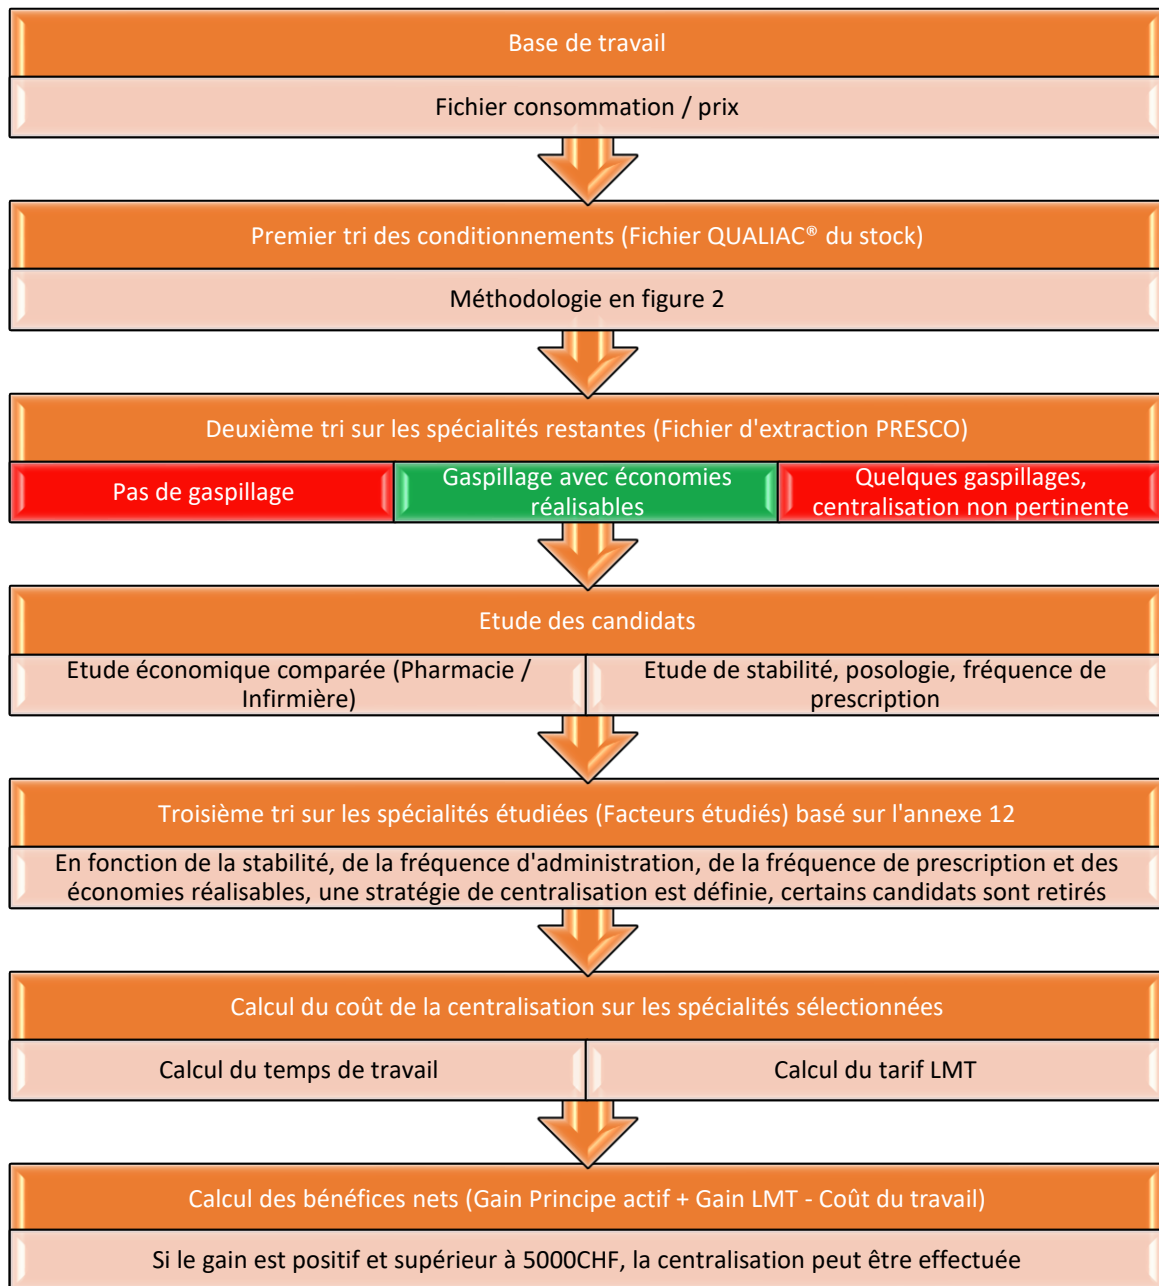 Base de travail
Fichier consommation / prix
Premier tri des conditionnements (Fichier QUALIAC® du stock)
Méthodologie en figure 2
Deuxième tri sur les spécialités restantes (Fichier d'extraction PRESCO)
Pas de gaspillage
Gaspillage avec économies
réalisables
Quelques gaspillages,
centralisation non pertinente
Etude des candidats
Etude économique comparée (Pharmacie /
Infirmière)
Etude de stabilité, posologie, fréquence de
prescription
Troisième tri sur les spécialités étudiées (Facteurs étudiés) basé sur l'annexe 12
En fonction de la stabilité, de la fréquence d'administration, de la fréquence de prescription et des
économies réalisables, une stratégie de centralisation est définie, certains candidats sont retirés
Calcul du coût de la centralisation sur les spécialités sélectionnées
Calcul du temps de travail
Calcul du tarif LMT
Calcul des bénéfices nets (Gain Principe actif + Gain LMT - Coût du travail)
Si le gain est positif et supérieur à 5000CHF, la centralisation peut être effectuée